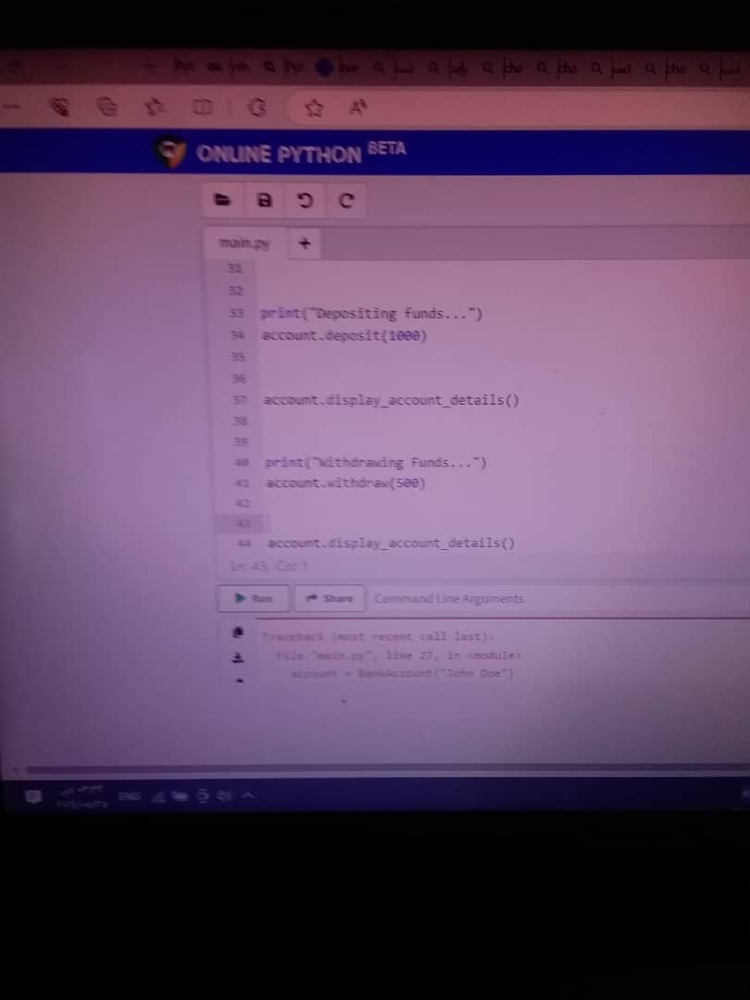 ONLINE PYTHON BETA
main.py +
31
32
33 print("Depositing funds...")
34 account.deposit(1000)
35
36
37 account.display_account_details()
38
39
40 print("Withdrawing Funds...")
41 account.withdraw(500)
42
43
44 account.display_account_details()
Ln: 43, Col: 1
Run Share Command Line Arguments
Traceback (most recent call last):
File "main.py", line 27, in <module>
account = BankAccount("John Doe")
ENG